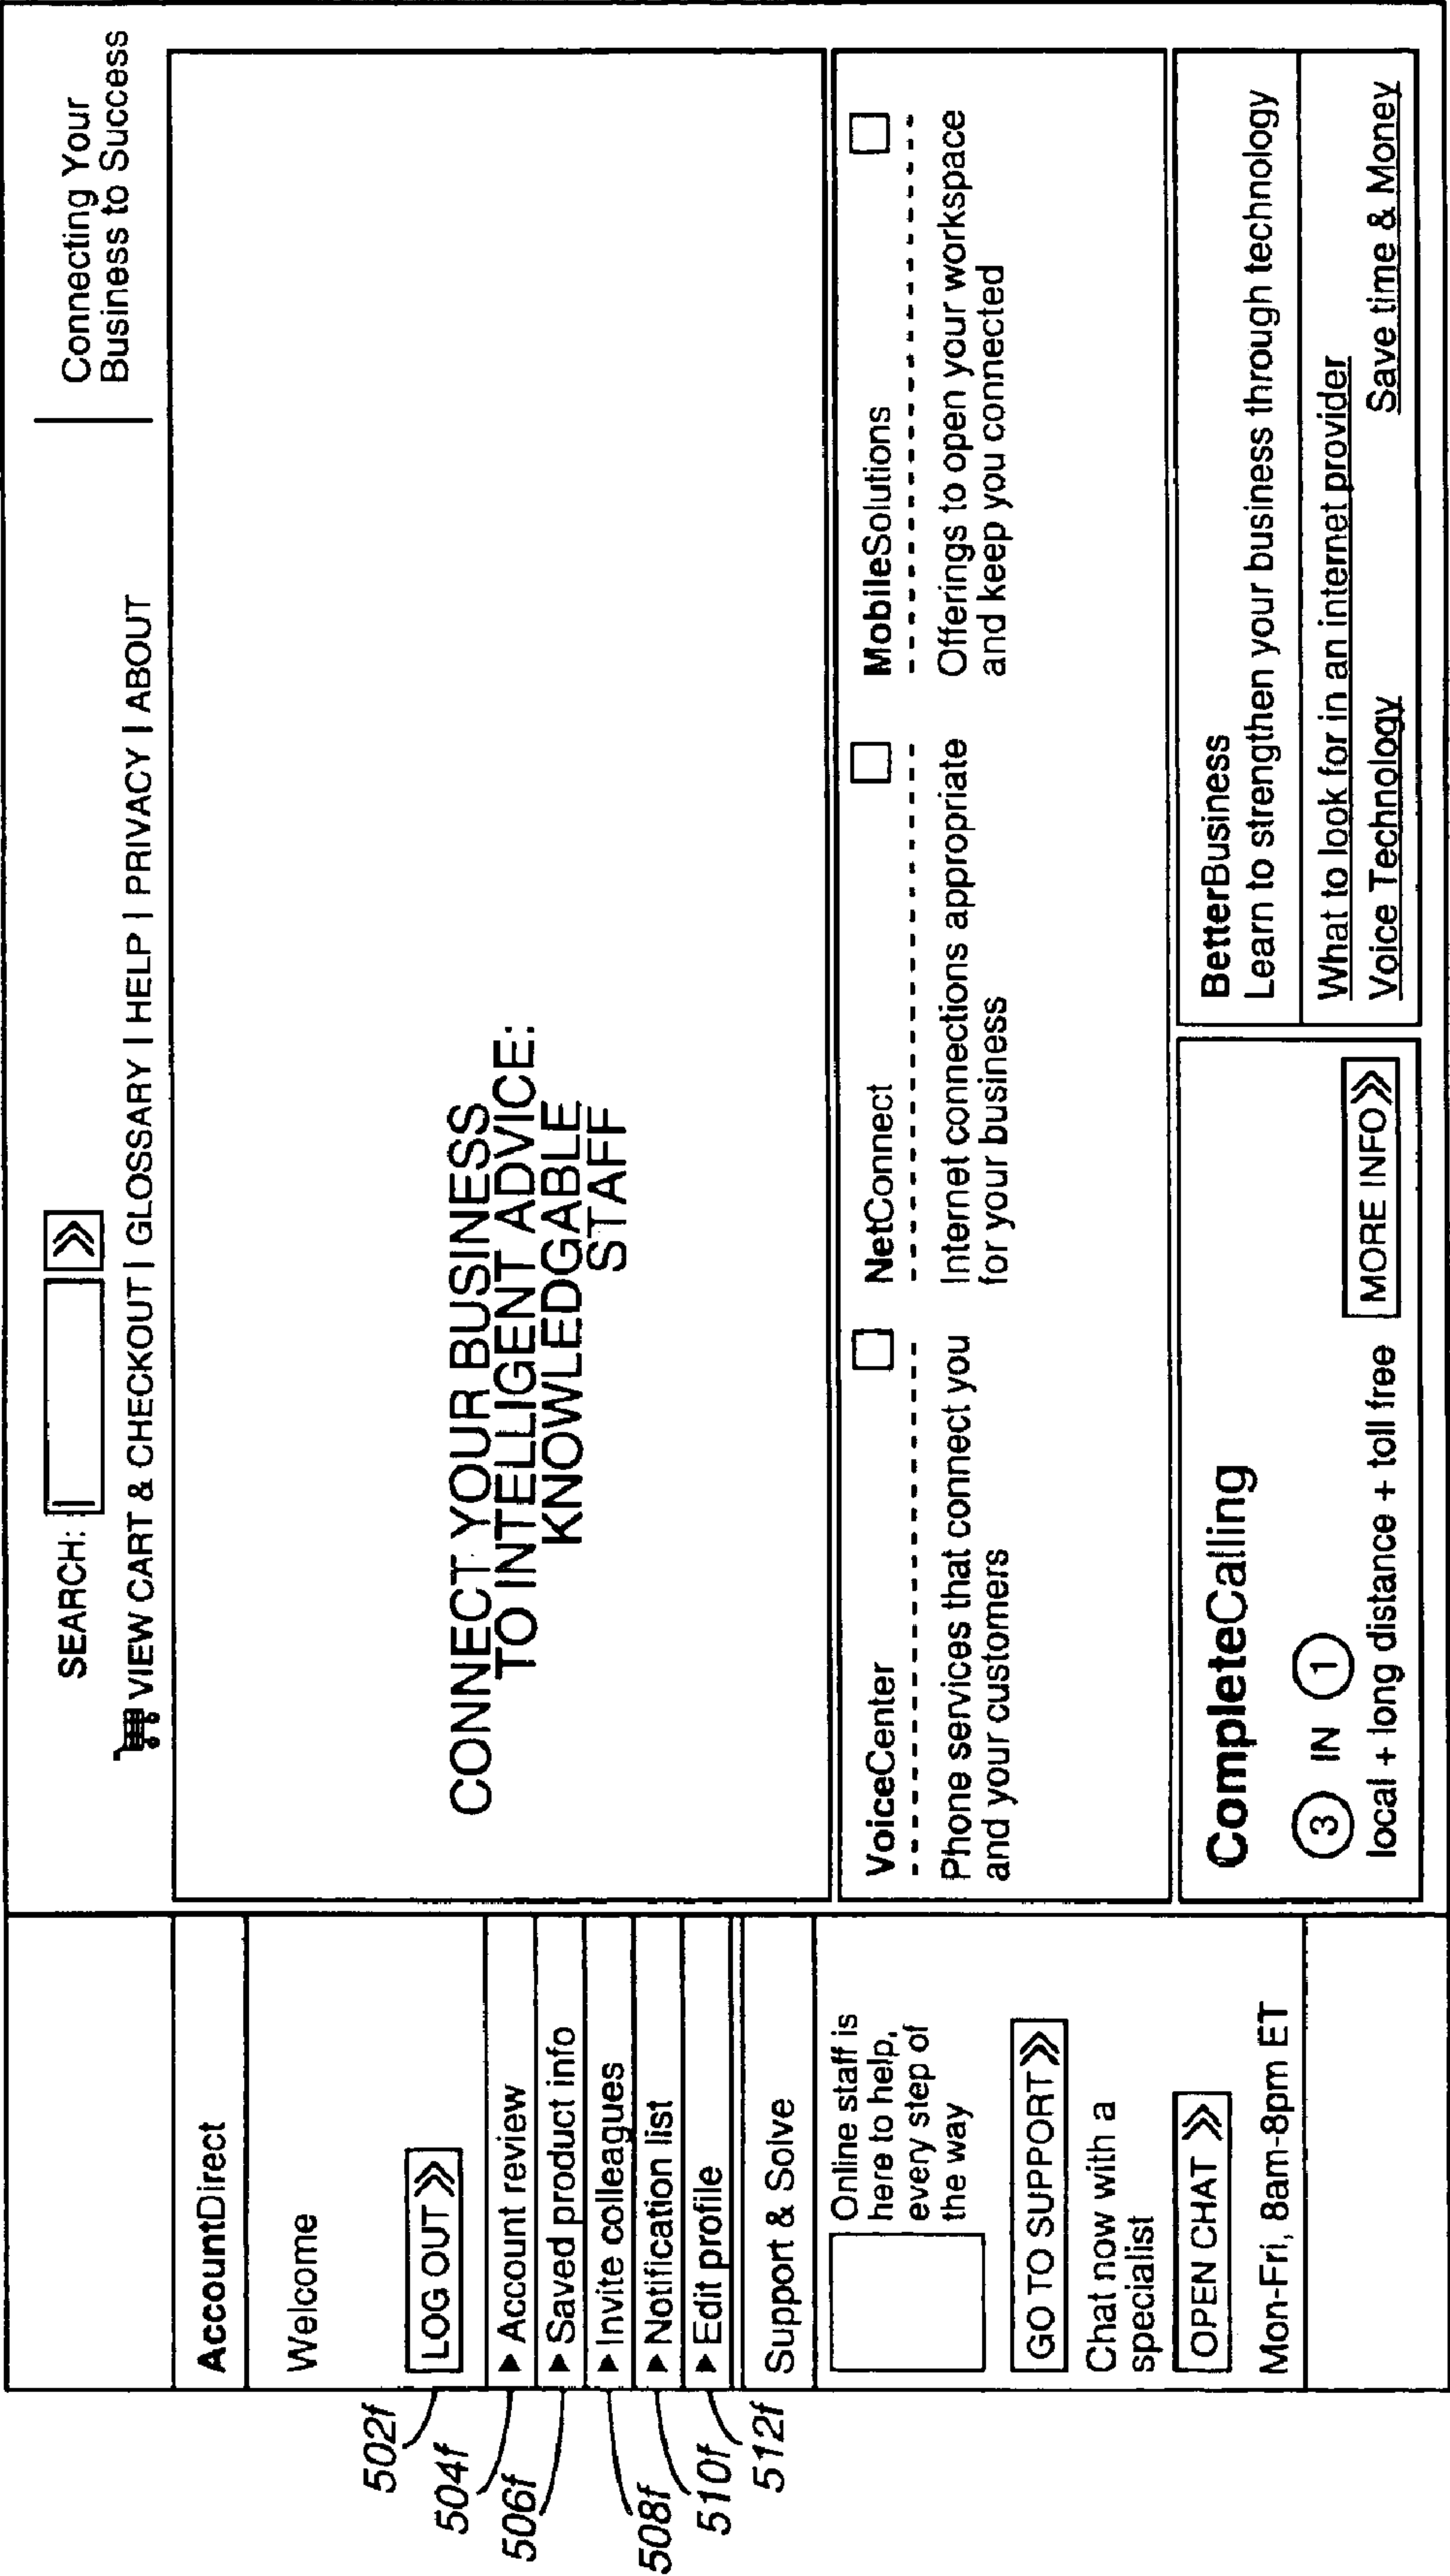 SEARCH:
VIEW CART & CHECKOUT | GLOSSARY | HELP | PRIVACY | ABOUT
Connecting Your
Business to Success
AccountDirect
Welcome
LOG OUT
502f
Account review
504f
Saved product info
506f
Invite colleagues
508f
Notification list
510f
Edit profile
512f
Support & Solve
Online staff is
here to help,
every step of
the way
GO TO SUPPORT
Chat now with a
specialist
OPEN CHAT
Mon-Fri, 8am-8pm ET
CONNECT YOUR BUSINESS
TO INTELLIGENT ADVICE:
KNOWLEDGABLE
STAFF
VoiceCenter
Phone services that connect you
and your customers
NetConnect
Internet connections appropriate
for your business
MobileSolutions
Offerings to open your workspace
and keep you connected
CompleteCalling
3 IN 1
local + long distance + toll free
MORE INFO
BetterBusiness
Learn to strengthen your business through technology
What to look for in an internet provider
Voice Technology Save time & Money